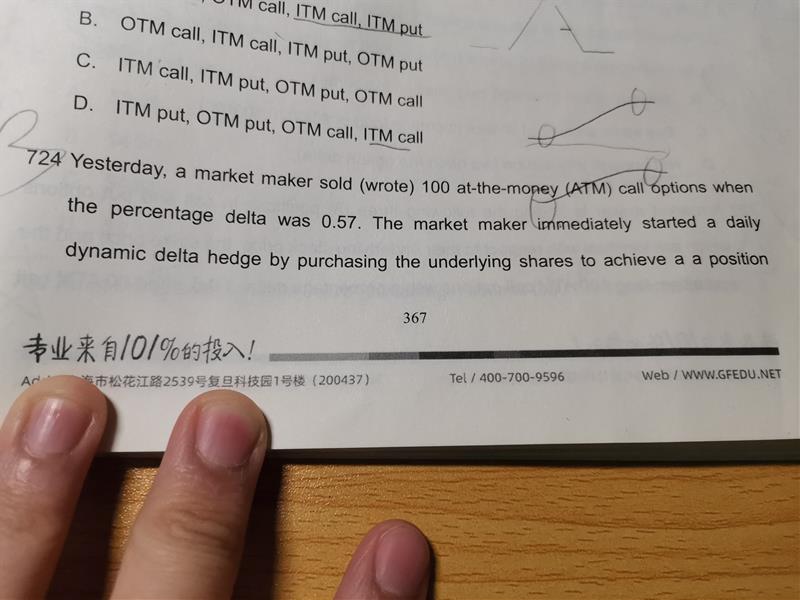 OTM call, ITM call, ITM put
B. OTM call, ITM call, ITM put, OTM put
C. ITM call, ITM put, OTM put, OTM call
D. ITM put, OTM put, OTM call, ITM call
724 Yesterday, a market maker sold (wrote) 100 at-the-money (ATM) call options when
the percentage delta was 0.57. The market maker immediately started a daily
dynamic delta hedge by purchasing the underlying shares to achieve a a position
367
专业来自101%的投入!
海市松花江路2539号复旦科技园1号楼(200437) Tel / 400-700-9596 Web / WWW.GFEDU.NET